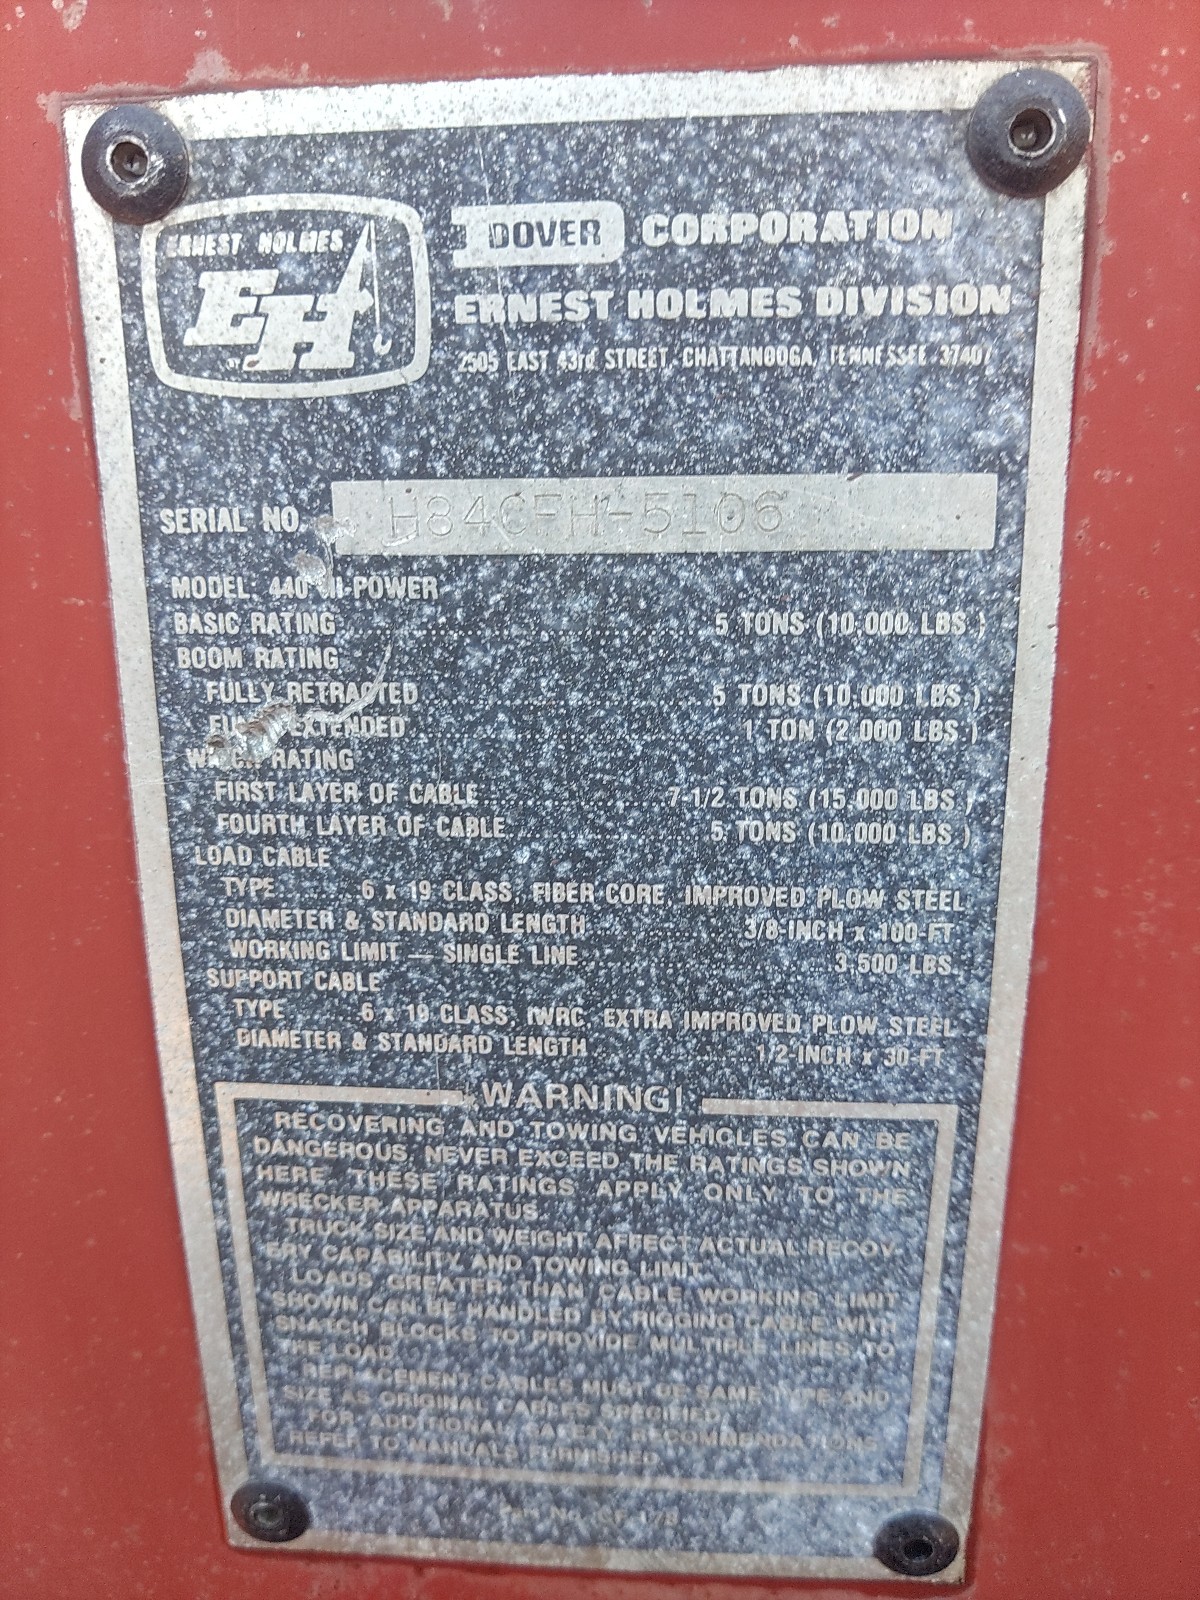 ERNEST HOLMES
EH
DOVER CORPORATION
ERNEST HOLMES DIVISION
2505 EAST 43rd STREET, CHATTANOOGA, TENNESSEE 37407
SERIAL NO. H84CFH-5106
MODEL: 440 HI-POWER
BASIC RATING 5 TONS (10,000 LBS.)
BOOM RATING
FULLY RETRACTED 5 TONS (10,000 LBS.)
FULLY EXTENDED 1 TON (2,000 LBS.)
WINCH RATING
FIRST LAYER OF CABLE 7-1/2 TONS (15,000 LBS.)
FOURTH LAYER OF CABLE 5 TONS (10,000 LBS.)
LOAD CABLE
TYPE 6 x 19 CLASS, FIBER CORE, IMPROVED PLOW STEEL
DIAMETER & STANDARD LENGTH 3/8-INCH x 100-FT.
WORKING LIMIT — SINGLE LINE 3,500 LBS.
SUPPORT CABLE
TYPE 6 x 19 CLASS, IWRC, EXTRA IMPROVED PLOW STEEL
DIAMETER & STANDARD LENGTH 1/2-INCH x 30-FT.
WARNING!
RECOVERING AND TOWING VEHICLES CAN BE
DANGEROUS. NEVER EXCEED THE RATINGS SHOWN
HERE. THESE RATINGS APPLY ONLY TO THE
WRECKER APPARATUS.
TRUCK SIZE AND WEIGHT AFFECT ACTUAL RECOV-
ERY CAPABILITY AND TOWING LIMIT.
LOADS GREATER THAN CABLE WORKING LIMIT
SHOWN CAN BE HANDLED BY RIGGING CABLE WITH
SNATCH BLOCKS TO PROVIDE MULTIPLE LINES TO
THE LOAD.
REPLACEMENT CABLES MUST BE SAME TYPE AND
SIZE AS ORIGINAL CABLES SPECIFIED.
FOR ADDITIONAL SAFETY RECOMMENDATIONS
REFER TO MANUALS FURNISHED.